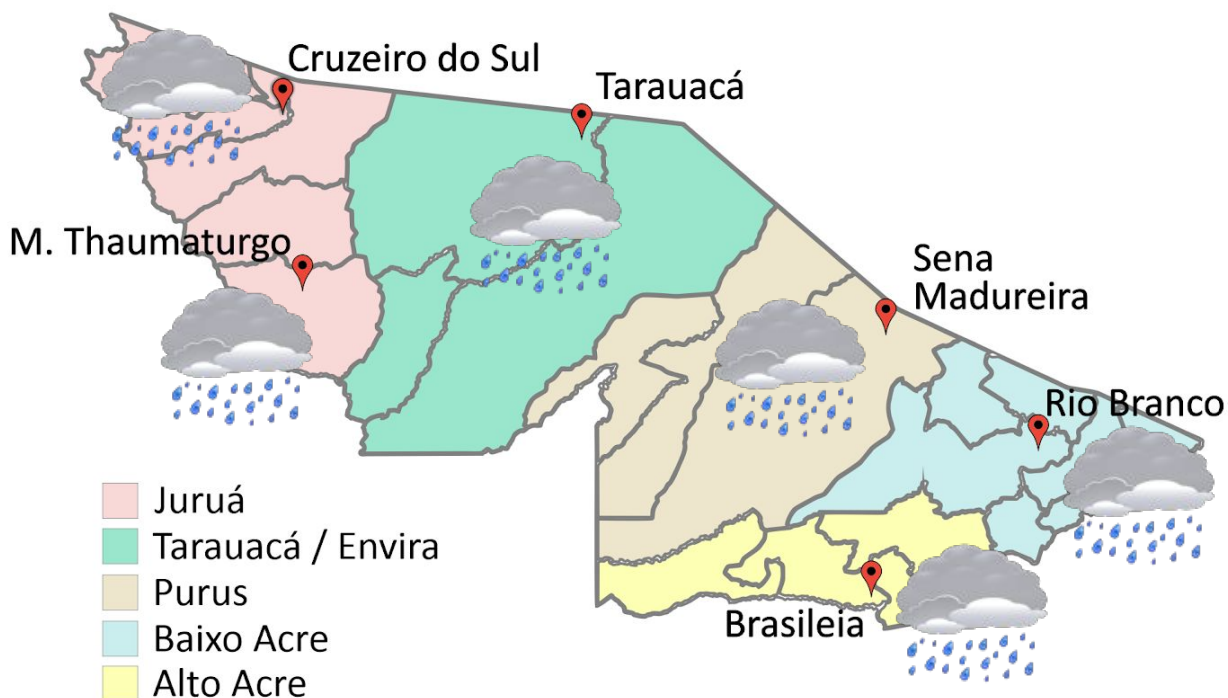 Cruzeiro do Sul
Tarauacá
M. Thaumaturgo
Sena
Madureira
Rio Branco
Brasileia
Juruá
Tarauacá / Envira
Purus
Baixo Acre
Alto Acre